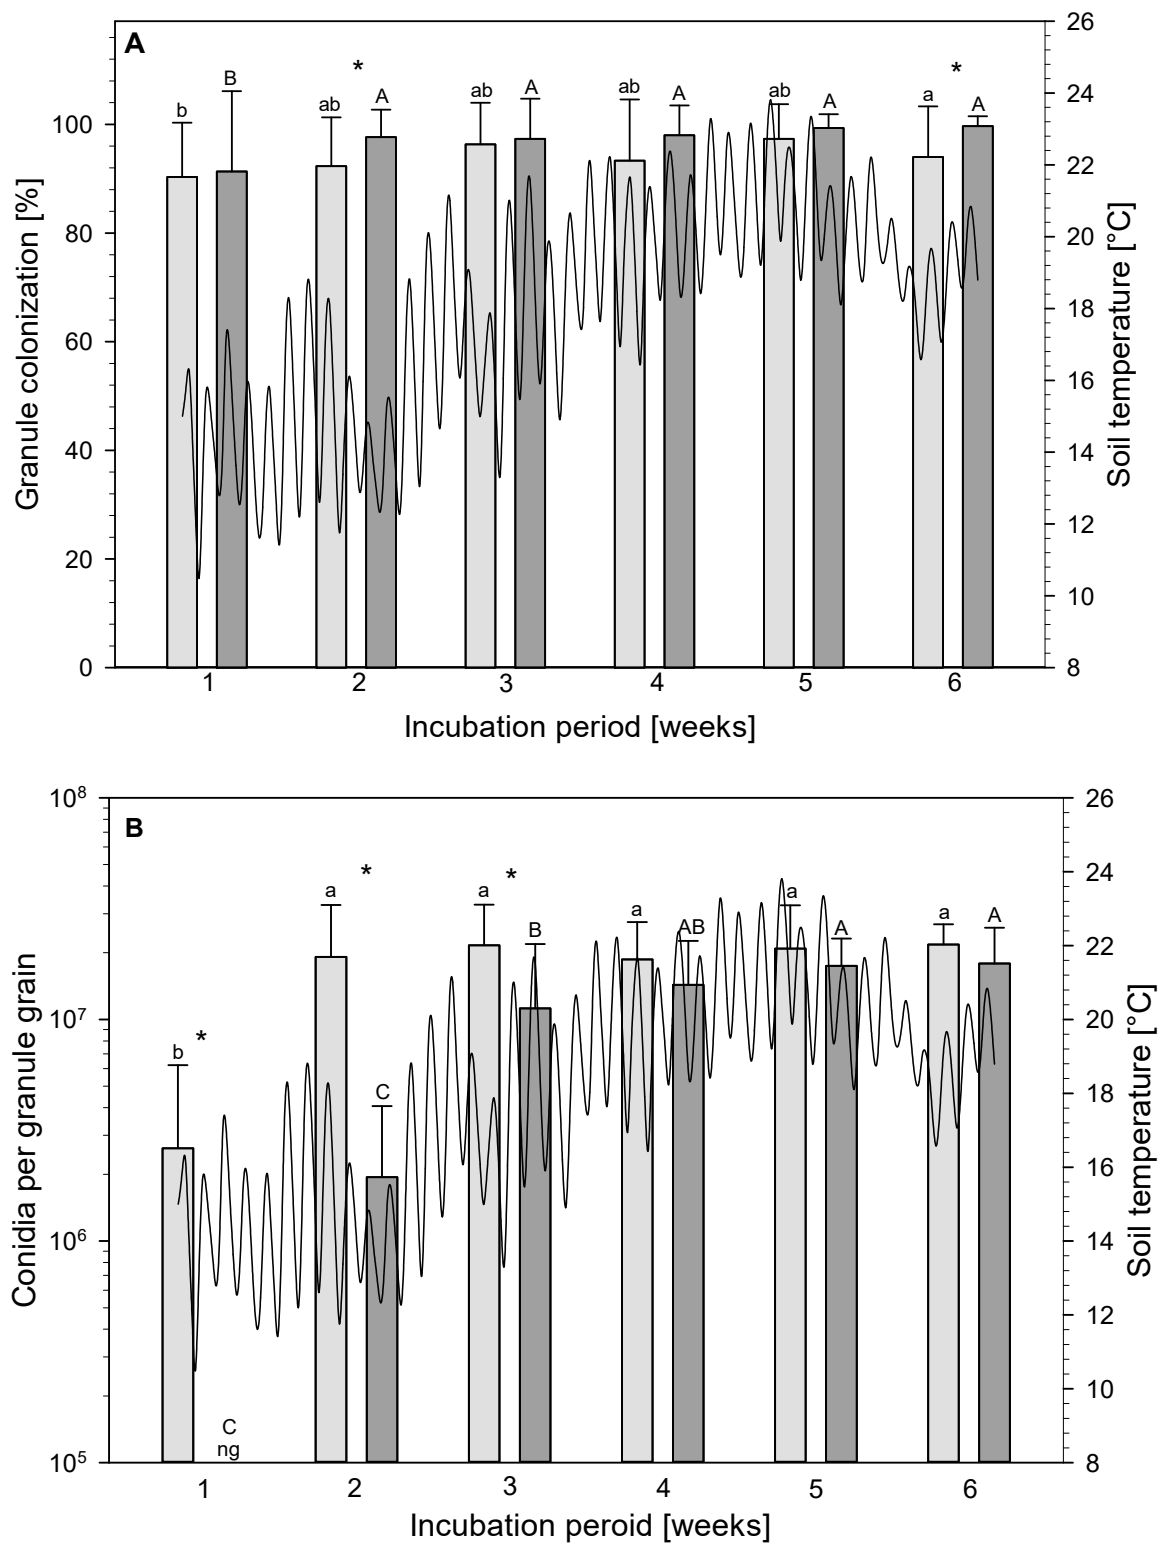 A
*
*
b
B
ab
A
ab
A
ab
A
ab
A
a
A
100
80
60
40
20
0
26
24
22
20
18
16
14
12
10
8
Granule colonization [%]
Soil temperature [°C]
1 2 3 4 5 6
Incubation period [weeks]
B
10⁸
10⁷
10⁶
10⁵
26
24
22
20
18
16
14
12
10
8
*
*
*
b
C
ng
a
C
a
B
a
AB
a
A
a
A
Conidia per granule grain
Soil temperature [°C]
1 2 3 4 5 6
Incubation peroid [weeks]